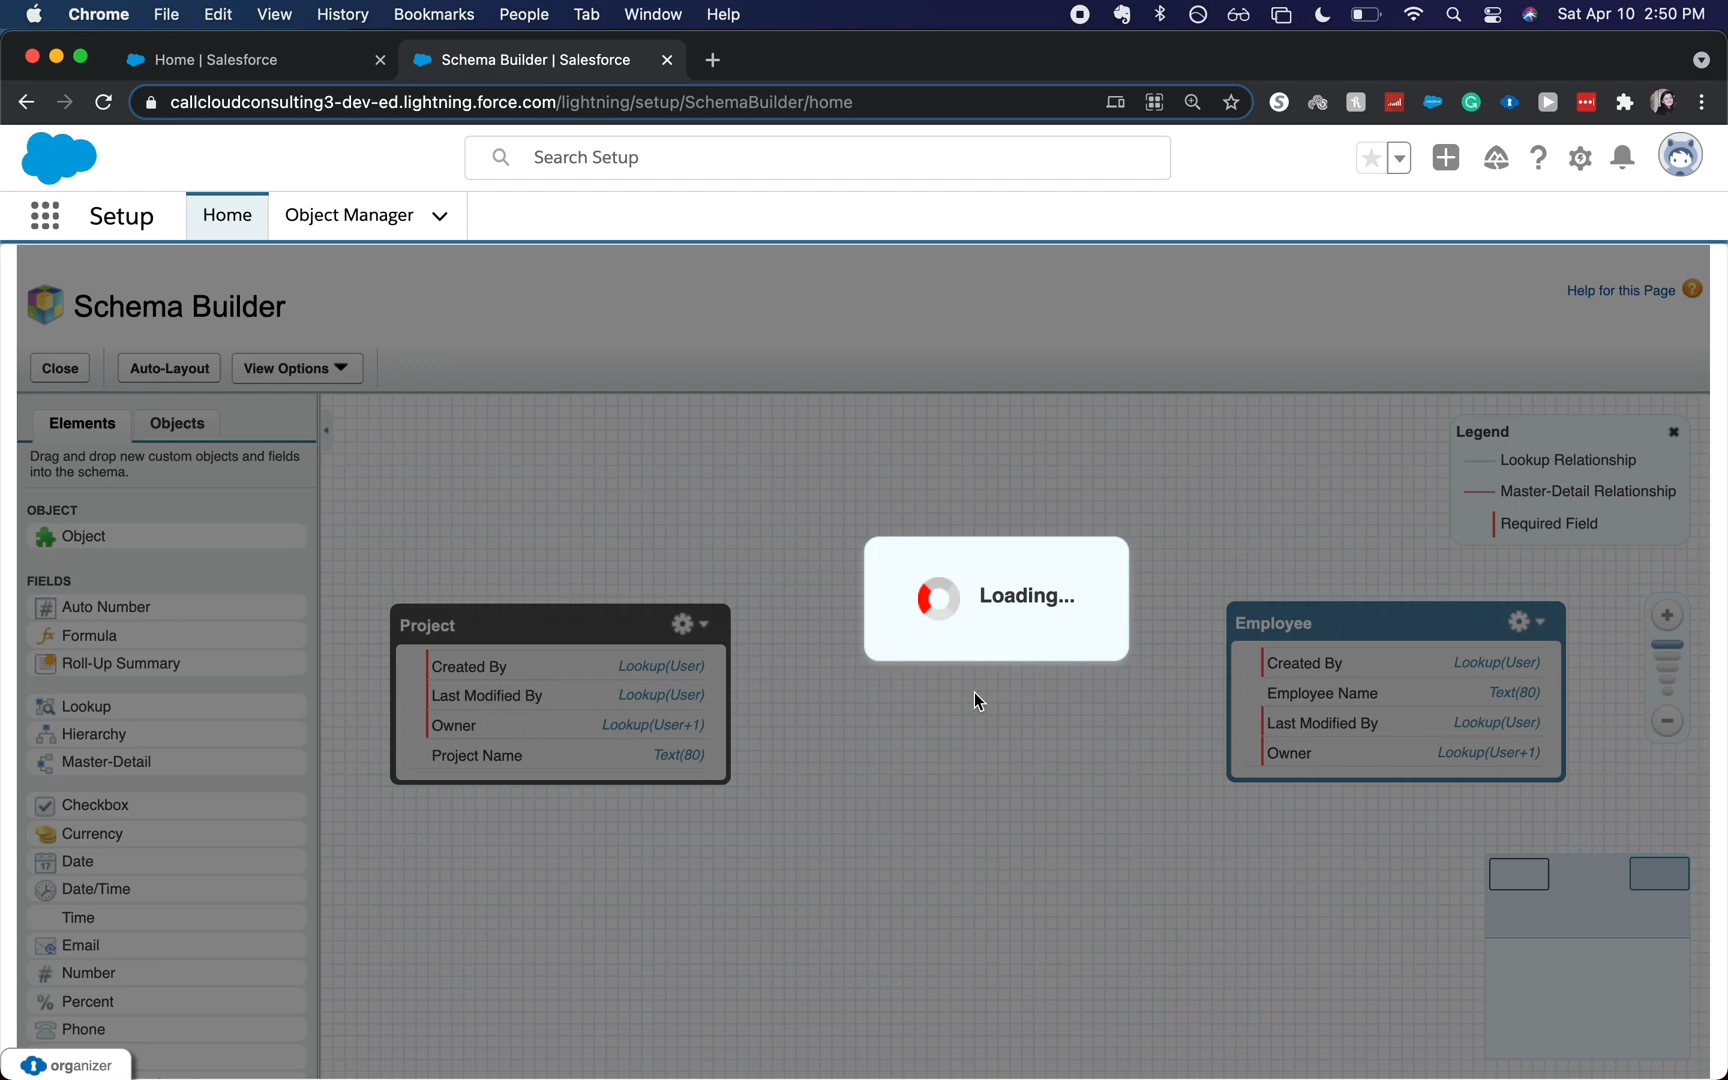 Chrome File Edit View History Bookmarks People Tab Window Help Sat Apr 10 2:50 PM
Home | Salesforce Schema Builder | Salesforce
callcloudconsulting3-dev-ed.lightning.force.com/lightning/setup/SchemaBuilder/home
Search Setup
Setup Home Object Manager
Schema Builder Help for this Page
Close Auto-Layout View Options
Elements Objects
Drag and drop new custom objects and fields
into the schema.
OBJECT
Object
FIELDS
Auto Number
Formula
Roll-Up Summary
Lookup
Hierarchy
Master-Detail
Checkbox
Currency
Date
Date/Time
Time
Email
Number
Percent
Phone
organizer
Project
Created By Lookup(User)
Last Modified By Lookup(User)
Owner Lookup(User+1)
Project Name Text(80)
Loading...
Employee
Created By Lookup(User)
Employee Name Text(80)
Last Modified By Lookup(User)
Owner Lookup(User+1)
Legend
Lookup Relationship
Master-Detail Relationship
Required Field